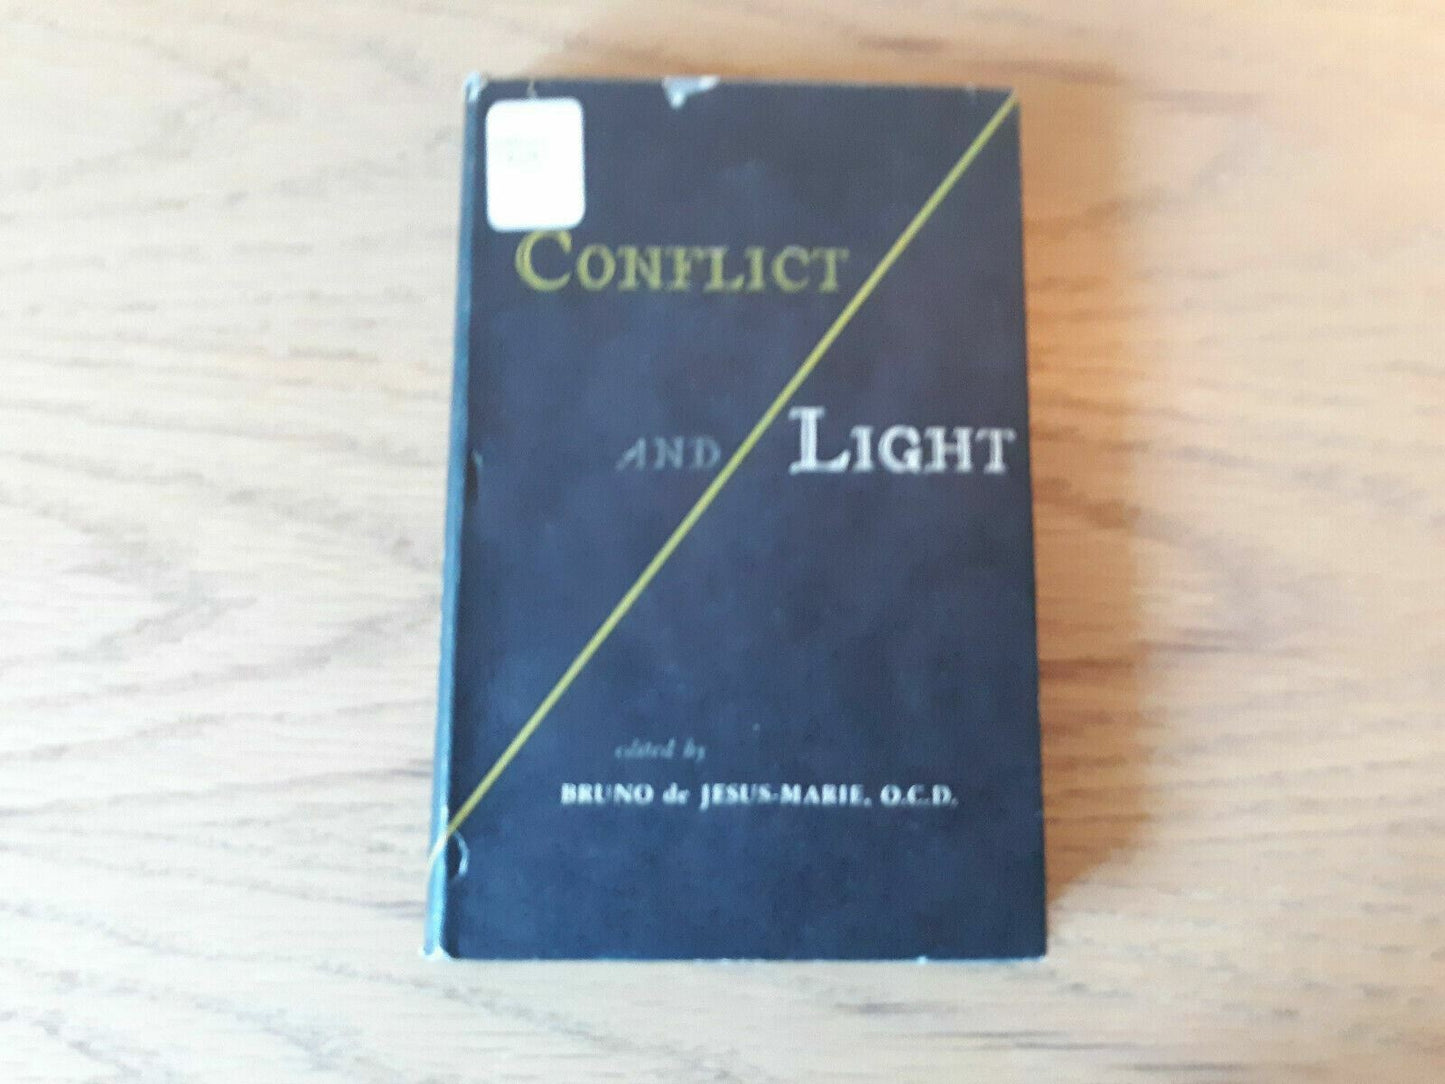 CONFLICT
AND LIGHT
edited by
BRUNO de JESUS-MARIE, O.C.D.